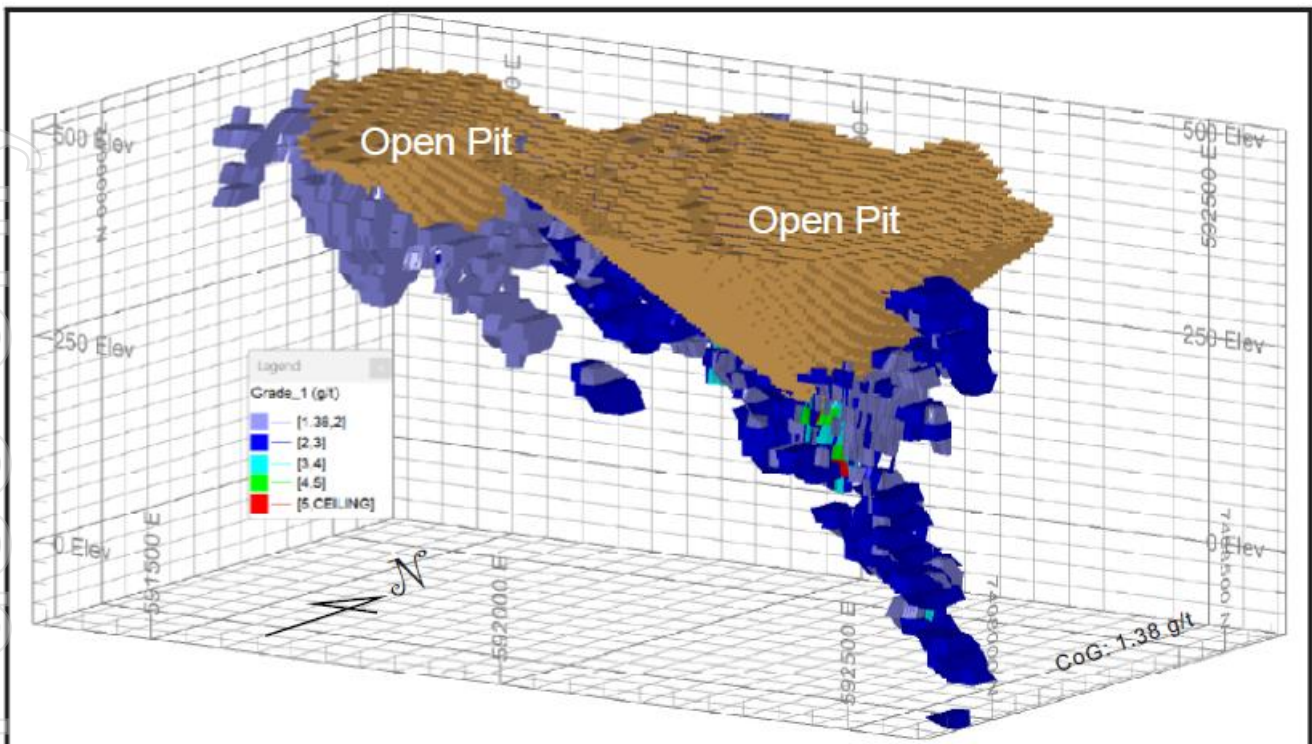 500 Elev
500 Elev
Open Pit
Open Pit
592500 E
250 Elev
250 Elev
Legend
Grade_1 (g/t)
[1.38,2]
[2,3]
[3,4]
[4,5]
[5,CEILING]
0 Elev
0 Elev
591500 E
N
592000 E
592500 E
CoG: 1.38 g/t